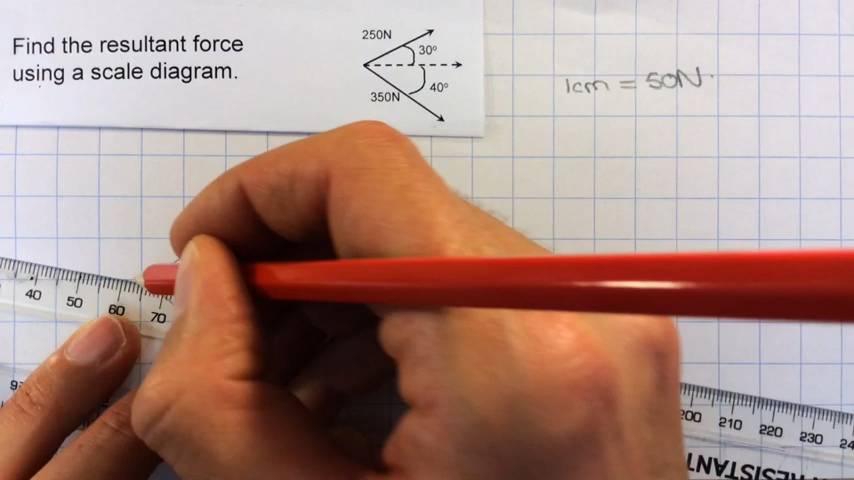 Find the resultant force
using a scale diagram.
250N
30°
40°
350N
1cm = 50N
40 50 60 70
200 210 220 230
RESISTANT